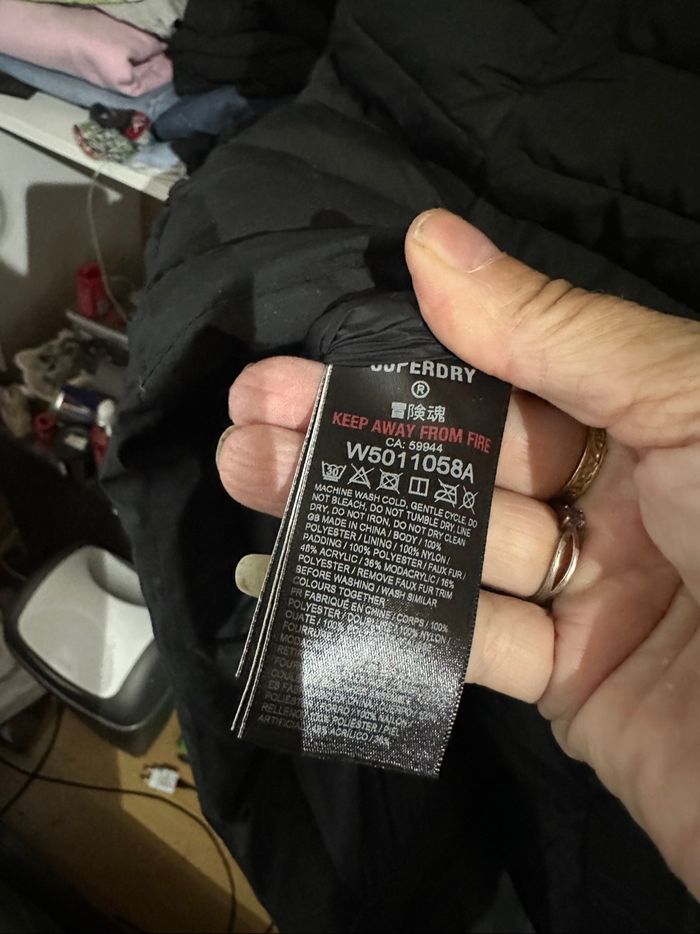 SUPERDRY
®
冒険魂
KEEP AWAY FROM FIRE
CA: 59944
W5011058A
30
MACHINE WASH COLD, GENTLE CYCLE, DO
NOT BLEACH, DO NOT TUMBLE DRY, LINE
DRY, DO NOT IRON, DO NOT DRY CLEAN
GB MADE IN CHINA / BODY / 100%
POLYESTER / LINING / 100% NYLON /
PADDING / 100% POLYESTER / FAUX FUR /
48% ACRYLIC / 36% MODACRYLIC / 16%
POLYESTER / REMOVE FAUX FUR TRIM
BEFORE WASHING / WASH SIMILAR
COLOURS TOGETHER
FR FABRIQUÉ EN CHINE / CORPS / 100%
POLYESTER / DOUBLURE / 100% NYLON /
OUATE / 100%